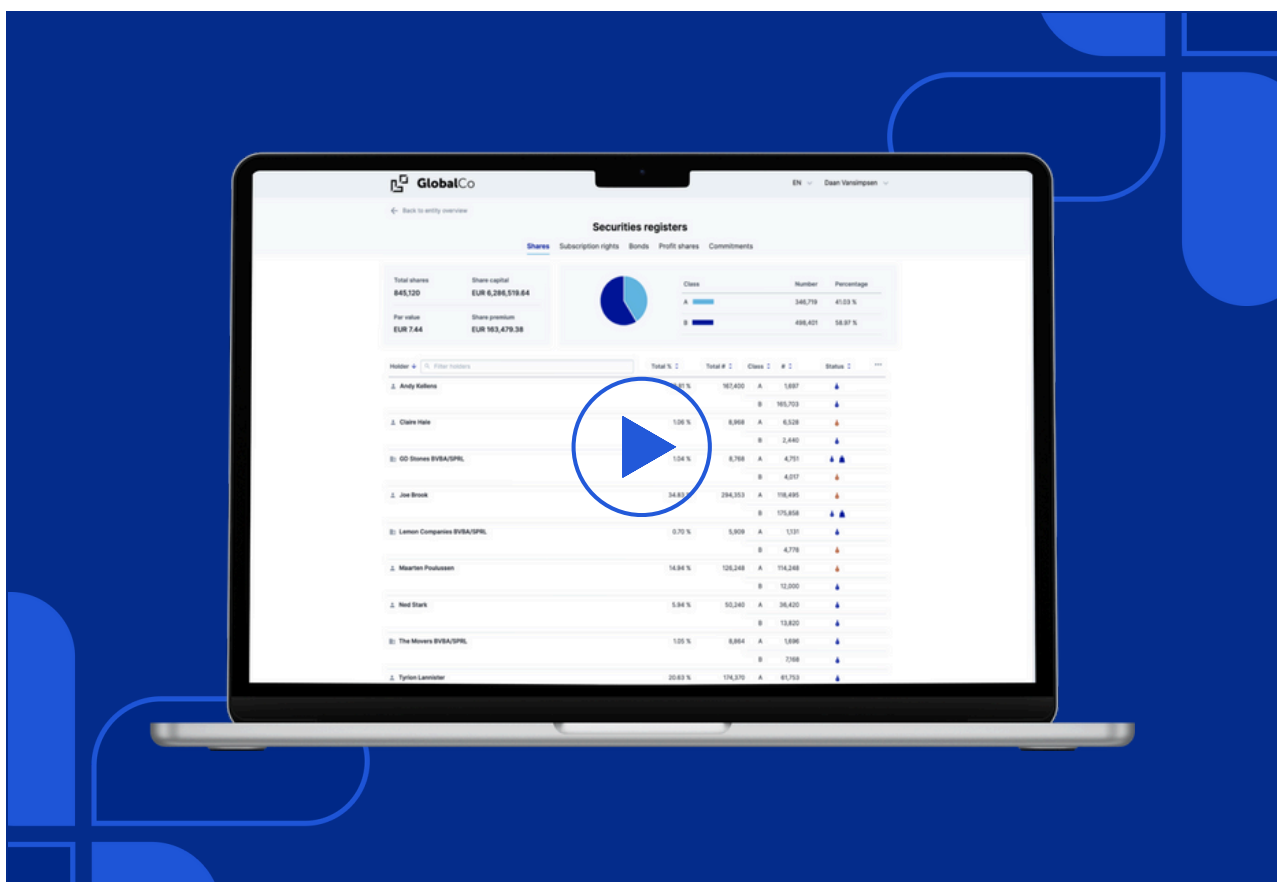 GlobalCo EN Daan Vansimpsen
Back to entity overview
Securities registers
Shares Subscription rights Bonds Profit shares Commitments
Total shares Share capital Class Number Percentage
845,120 EUR 6,286,519.64
A 346,719 41.03 %
Par value Share premium
EUR 7.44 EUR 163,479.38
B 498,401 58.97 %
Holder Filter holders Total % Total # Class # Status
Andy Kellens 167,400 A 1,697
B 165,703
Claire Hale 1.06 % 8,968 A 6,528
B 2,440
GD Stones BVBA/SPRL 1.04 % 8,768 A 4,751
B 4,017
Joe Brook A 118,495
B 175,858
Lemon Companies BVBA/SPRL 0.70 % 5,909 A 1,131
B 4,778
Maarten Poulussen 14.94 % 126,248 A 114,248
B 12,000
Ned Stark 5.94 % 50,240 A 36,420
B 13,820
The Movers BVBA/SPRL 1.05 % 8,864 A 1,696
B 7,168
Tyrion Lannister 20.63 % 174,370 A 61,753